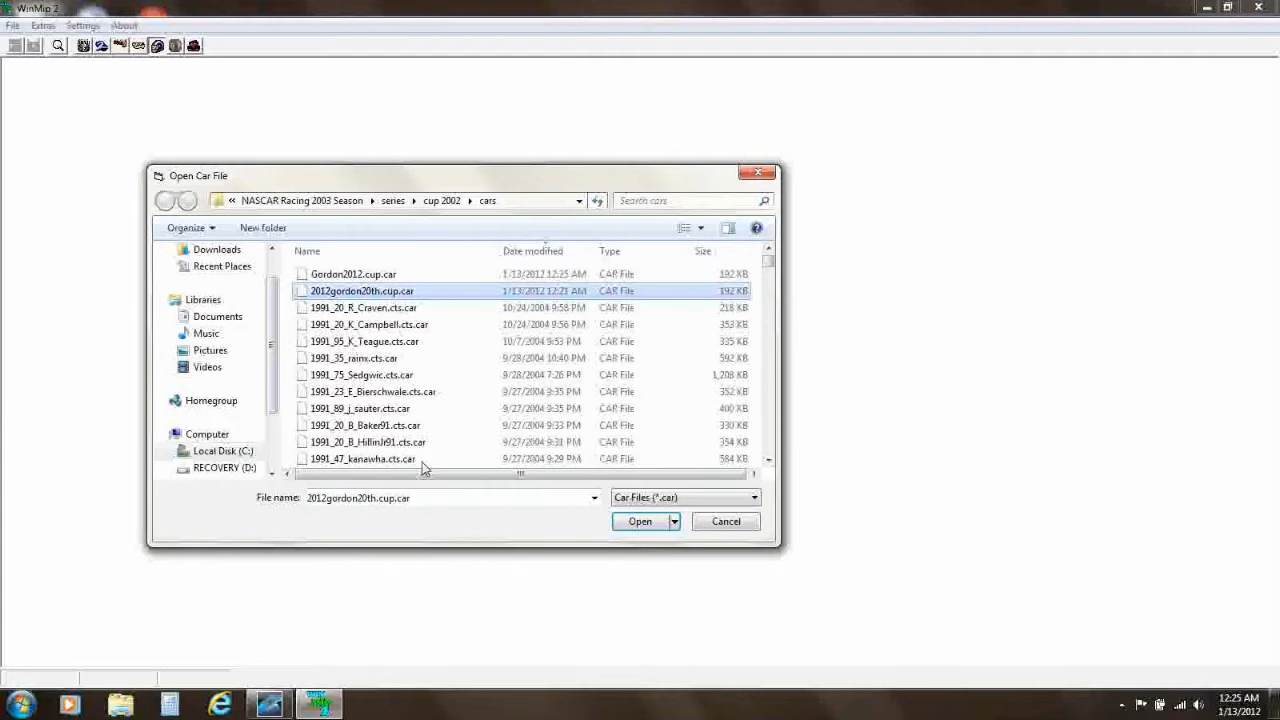 WinMip 2
File Extras Settings About
Open Car File
« NASCAR Racing 2003 Season series cup 2002 cars Search cars
Organize New folder
Name Date modified Type Size
Downloads
Recent Places
Libraries
Documents
Music
Pictures
Videos
Homegroup
Computer
Local Disk (C:)
RECOVERY (D:)
Gordon2012.cup.car 1/13/2012 12:25 AM CAR File 192 KB
2012gordon20th.cup.car 1/13/2012 12:21 AM CAR File 192 KB
1991_20_R_Craven.cts.car 10/24/2004 9:58 PM CAR File 218 KB
1991_20_K_Campbell.cts.car 10/24/2004 9:56 PM CAR File 353 KB
1991_95_K_Teague.cts.car 10/7/2004 9:53 PM CAR File 335 KB
1991_35_rainx.cts.car 9/28/2004 10:40 PM CAR File 592 KB
1991_75_Sedgwic.cts.car 9/28/2004 7:26 PM CAR File 1,208 KB
1991_23_E_Bierschwale.cts.car 9/27/2004 9:35 PM CAR File 352 KB
1991_89_j_sauter.cts.car 9/27/2004 9:35 PM CAR File 400 KB
1991_20_B_Baker91.cts.car 9/27/2004 9:33 PM CAR File 330 KB
1991_20_B_HillinJr91.cts.car 9/27/2004 9:31 PM CAR File 354 KB
1991_47_kanawha.cts.car 9/27/2004 9:29 PM CAR File 584 KB
File name: 2012gordon20th.cup.car Car Files (*.car)
Open Cancel
12:25 AM
1/13/2012